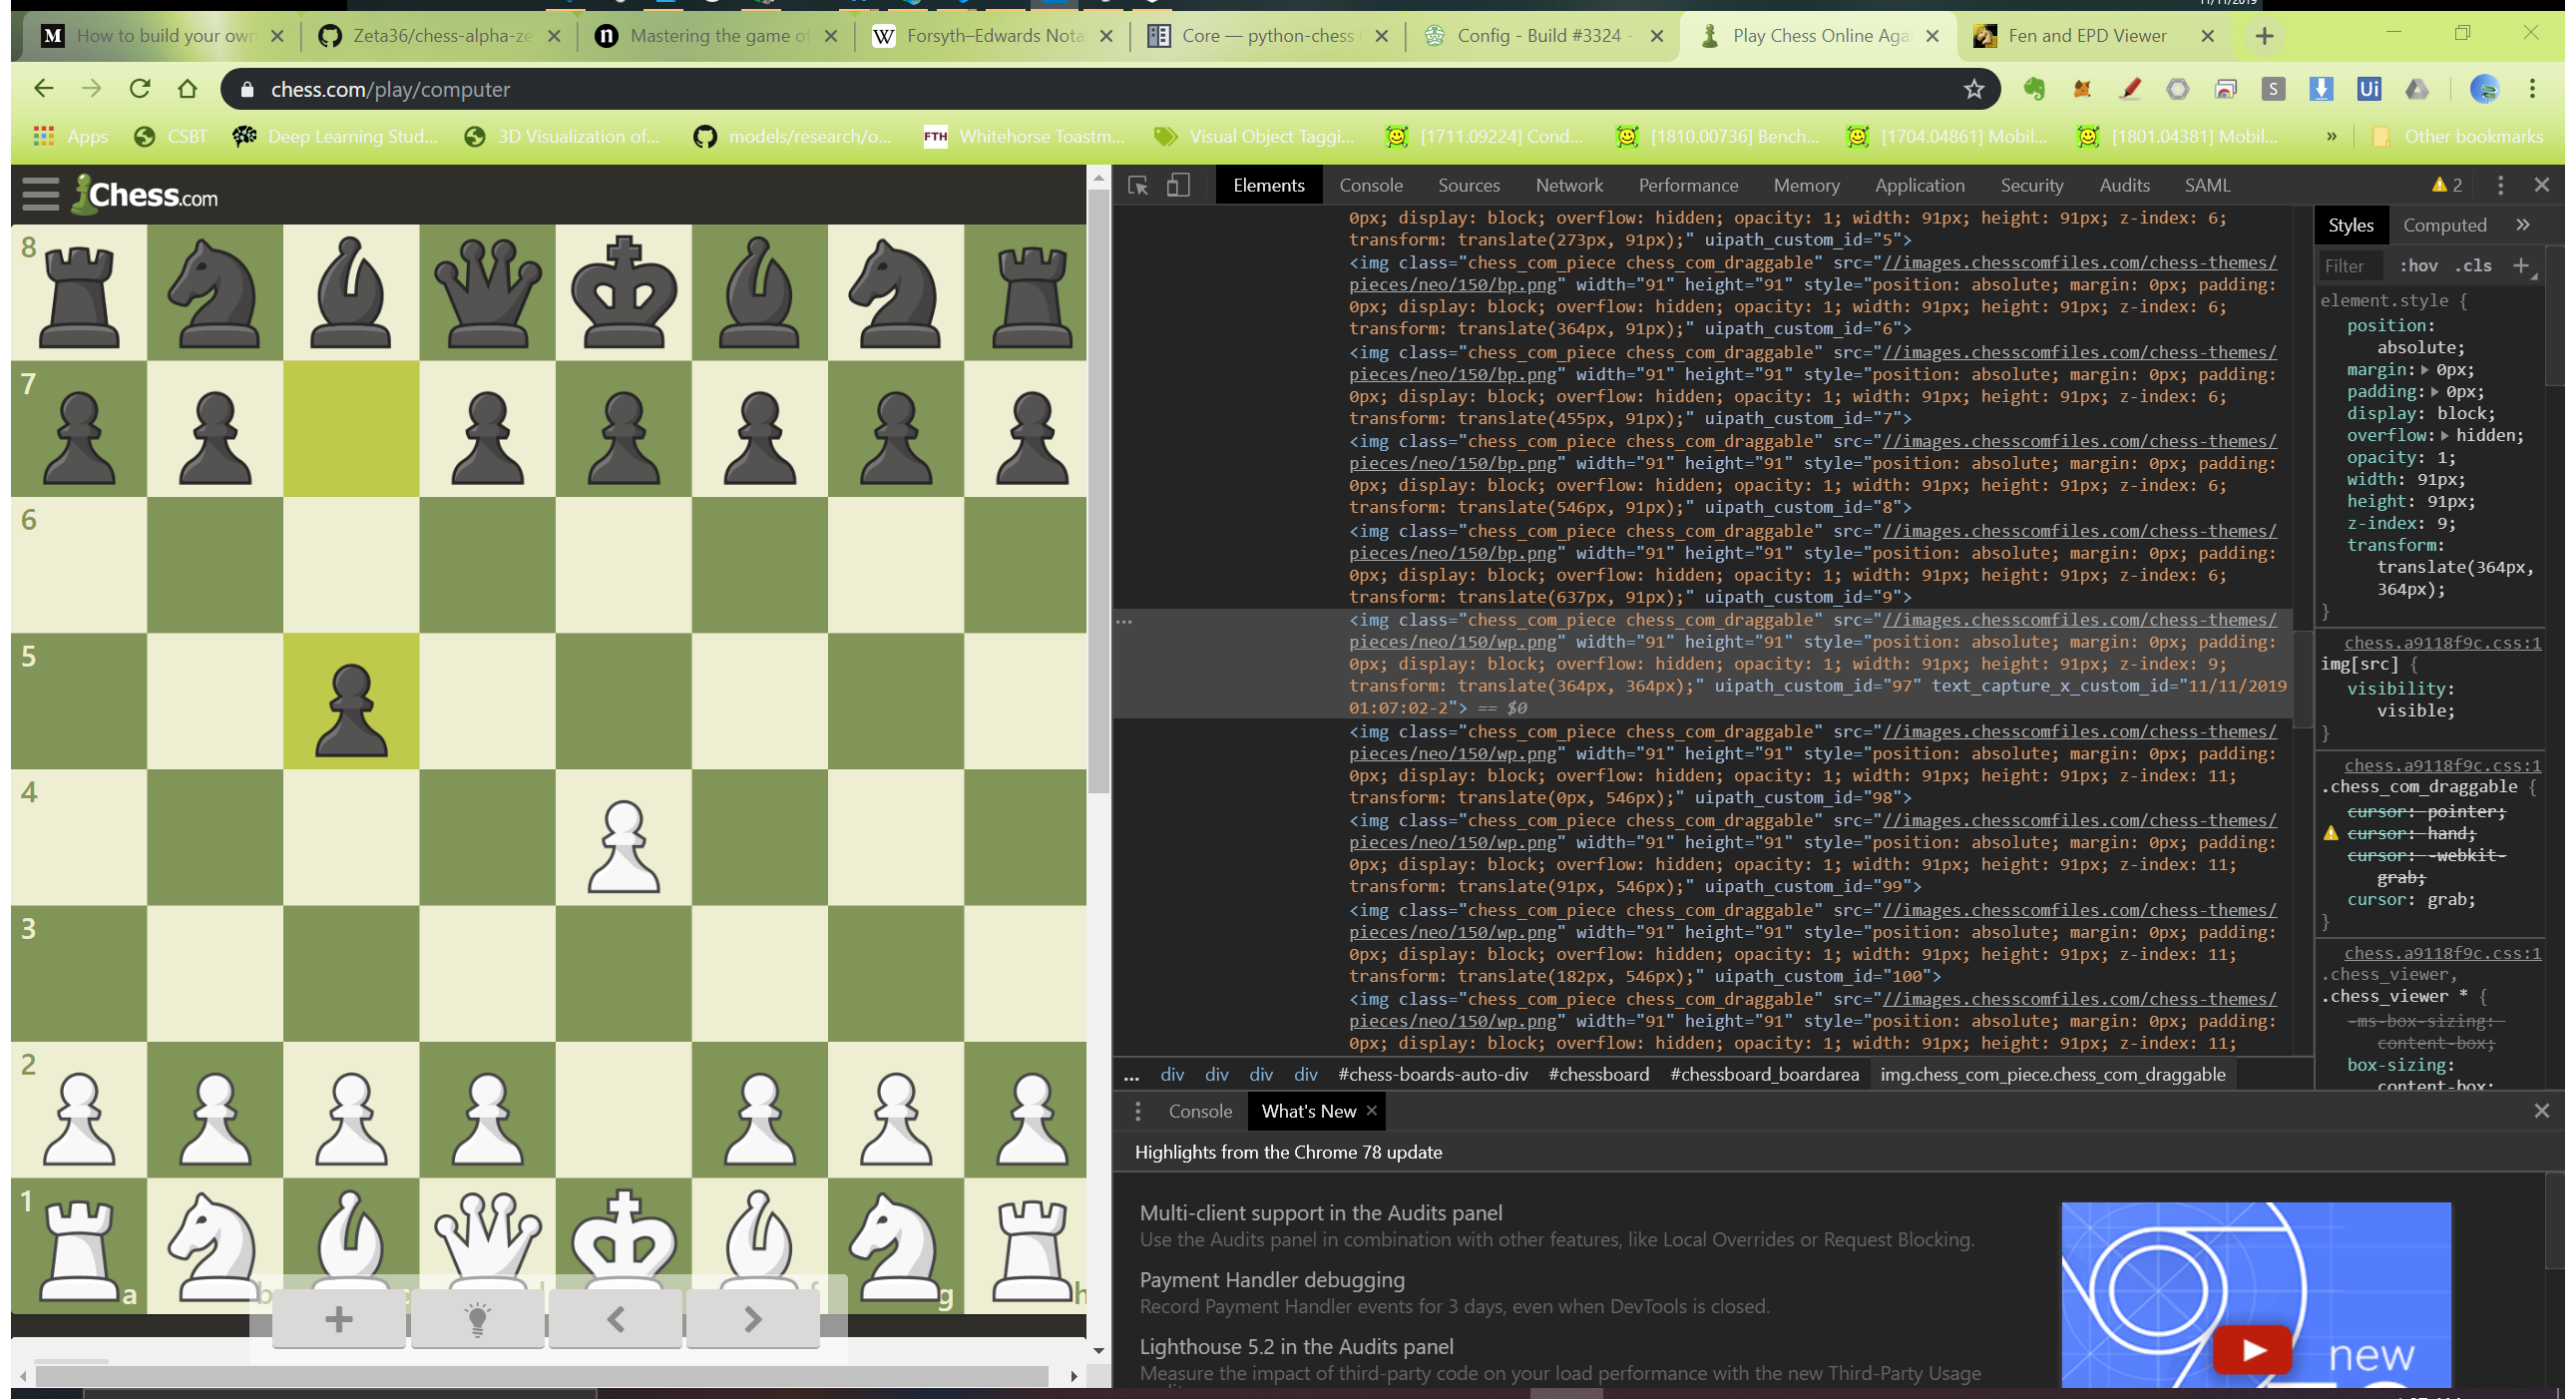 11/11/2019
M How to build your own
Zeta36/chess-alpha-ze
n Mastering the game of
W Forsyth–Edwards Nota
Core — python-chess
Config - Build #3324 -
Play Chess Online Aga
Fen and EPD Viewer
chess.com/play/computer
S
Ui
Apps
CSBT
Deep Learning Stud...
3D Visualization of...
models/research/o...
FTH Whitehorse Toastm...
Visual Object Taggi...
[1711.09224] Cond...
[1810.00736] Bench...
[1704.04861] Mobil...
[1801.04381] Mobil...
»
Other bookmarks
Chess.com
8
7
6
5
4
3
2
1
a
b
c
d
f
g
h
Elements Console Sources Network Performance Memory Application Security Audits SAML
2
0px; display: block; overflow: hidden; opacity: 1; width: 91px; height: 91px; z-index: 6;
transform: translate(273px, 91px);" uipath_custom_id="5">
<img class="chess_com_piece chess_com_draggable" src="//images.chesscomfiles.com/chess-themes/
pieces/neo/150/bp.png" width="91" height="91" style="position: absolute; margin: 0px; padding:
0px; display: block; overflow: hidden; opacity: 1; width: 91px; height: 91px; z-index: 6;
transform: translate(364px, 91px);" uipath_custom_id="6">
<img class="chess_com_piece chess_com_draggable" src="//images.chesscomfiles.com/chess-themes/
pieces/neo/150/bp.png" width="91" height="91" style="position: absolute; margin: 0px; padding:
0px; display: block; overflow: hidden; opacity: 1; width: 91px; height: 91px; z-index: 6;
transform: translate(455px, 91px);" uipath_custom_id="7">
<img class="chess_com_piece chess_com_draggable" src="//images.chesscomfiles.com/chess-themes/
pieces/neo/150/bp.png" width="91" height="91" style="position: absolute; margin: 0px; padding:
0px; display: block; overflow: hidden; opacity: 1; width: 91px; height: 91px; z-index: 6;
transform: translate(546px, 91px);" uipath_custom_id="8">
<img class="chess_com_piece chess_com_draggable" src="//images.chesscomfiles.com/chess-themes/
pieces/neo/150/bp.png" width="91" height="91" style="position: absolute; margin: 0px; padding:
0px; display: block; overflow: hidden; opacity: 1; width: 91px; height: 91px; z-index: 6;
transform: translate(637px, 91px);" uipath_custom_id="9">
<img class="chess_com_piece chess_com_draggable" src="//images.chesscomfiles.com/chess-themes/
pieces/neo/150/wp.png" width="91" height="91" style="position: absolute; margin: 0px; padding:
0px; display: block; overflow: hidden; opacity: 1; width: 91px; height: 91px; z-index: 9;
transform: translate(364px, 364px);" uipath_custom_id="97" text_capture_x_custom_id="11/11/2019
01:07:02-2"> == $0
<img class="chess_com_piece chess_com_draggable" src="//images.chesscomfiles.com/chess-themes/
pieces/neo/150/wp.png" width="91" height="91" style="position: absolute; margin: 0px; padding:
0px; display: block; overflow: hidden; opacity: 1; width: 91px; height: 91px; z-index: 11;
transform: translate(0px, 546px);" uipath_custom_id="98">
<img class="chess_com_piece chess_com_draggable" src="//images.chesscomfiles.com/chess-themes/
pieces/neo/150/wp.png" width="91" height="91" style="position: absolute; margin: 0px; padding:
0px; display: block; overflow: hidden; opacity: 1; width: 91px; height: 91px; z-index: 11;
transform: translate(91px, 546px);" uipath_custom_id="99">
<img class="chess_com_piece chess_com_draggable" src="//images.chesscomfiles.com/chess-themes/
pieces/neo/150/wp.png" width="91" height="91" style="position: absolute; margin: 0px; padding:
0px; display: block; overflow: hidden; opacity: 1; width: 91px; height: 91px; z-index: 11;
transform: translate(182px, 546px);" uipath_custom_id="100">
<img class="chess_com_piece chess_com_draggable" src="//images.chesscomfiles.com/chess-themes/
pieces/neo/150/wp.png" width="91" height="91" style="position: absolute; margin: 0px; padding:
0px; display: block; overflow: hidden; opacity: 1; width: 91px; height: 91px; z-index: 11;
... div div div div #chess-boards-auto-div #chessboard #chessboard_boardarea img.chess_com_piece.chess_com_draggable
Styles Computed »
Filter :hov .cls +
element.style {
position:
absolute;
margin: 0px;
padding: 0px;
display: block;
overflow: hidden;
opacity: 1;
width: 91px;
height: 91px;
z-index: 9;
transform:
translate(364px,
364px);
}
chess.a9118f9c.css:1
img[src] {
visibility:
visible;
}
chess.a9118f9c.css:1
.chess_com_draggable {
cursor: pointer;
cursor: hand;
cursor: -webkit-
grab;
cursor: grab;
}
chess.a9118f9c.css:1
.chess_viewer,
.chess_viewer * {
-ms-box-sizing:
content-box;
box-sizing:
content-box;
Console What's New
Highlights from the Chrome 78 update
Multi-client support in the Audits panel
Use the Audits panel in combination with other features, like Local Overrides or Request Blocking.
Payment Handler debugging
Record Payment Handler events for 3 days, even when DevTools is closed.
Lighthouse 5.2 in the Audits panel
Measure the impact of third-party code on your load performance with the new Third-Party Usage
new